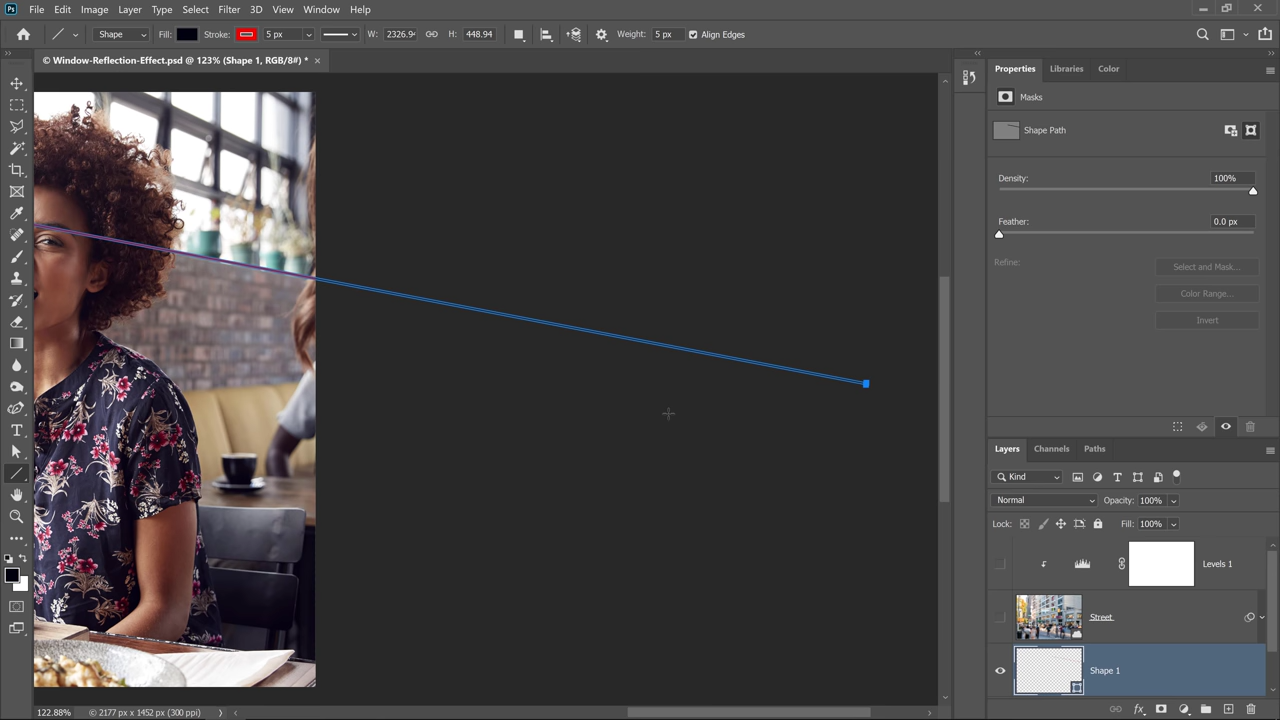 Ps File Edit Image Layer Type Select Filter 3D View Window Help
Shape Fill: Stroke: 5 px W: 2326.94 H: 448.94 Weight: 5 px Align Edges
© Window-Reflection-Effect.psd @ 123% (Shape 1, RGB/8#) * ×
Properties Libraries Color
Masks
Shape Path
Density: 100%
Feather: 0.0 px
Refine: Select and Mask...
Color Range...
Invert
Layers Channels Paths
Kind
Normal Opacity: 100%
Lock: Fill: 100%
Levels 1
Street
Shape 1
122.88% © 2177 px x 1452 px (300 ppi)